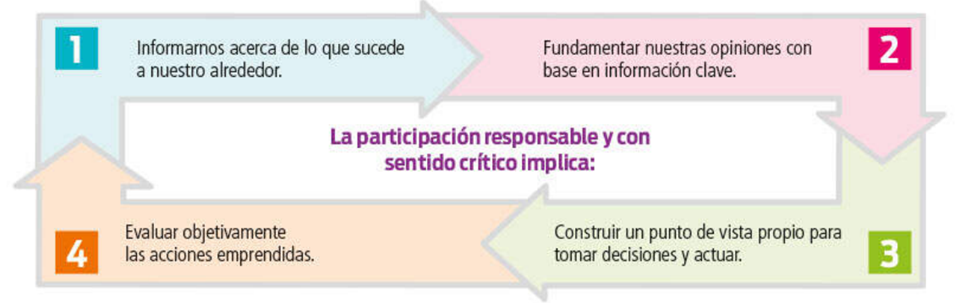 La participación responsable y con
sentido crítico implica:
1
Informarnos acerca de lo que sucede
a nuestro alrededor.
2
Fundamentar nuestras opiniones con
base en información clave.
3
Construir un punto de vista propio para
tomar decisiones y actuar.
4
Evaluar objetivamente
las acciones emprendidas.